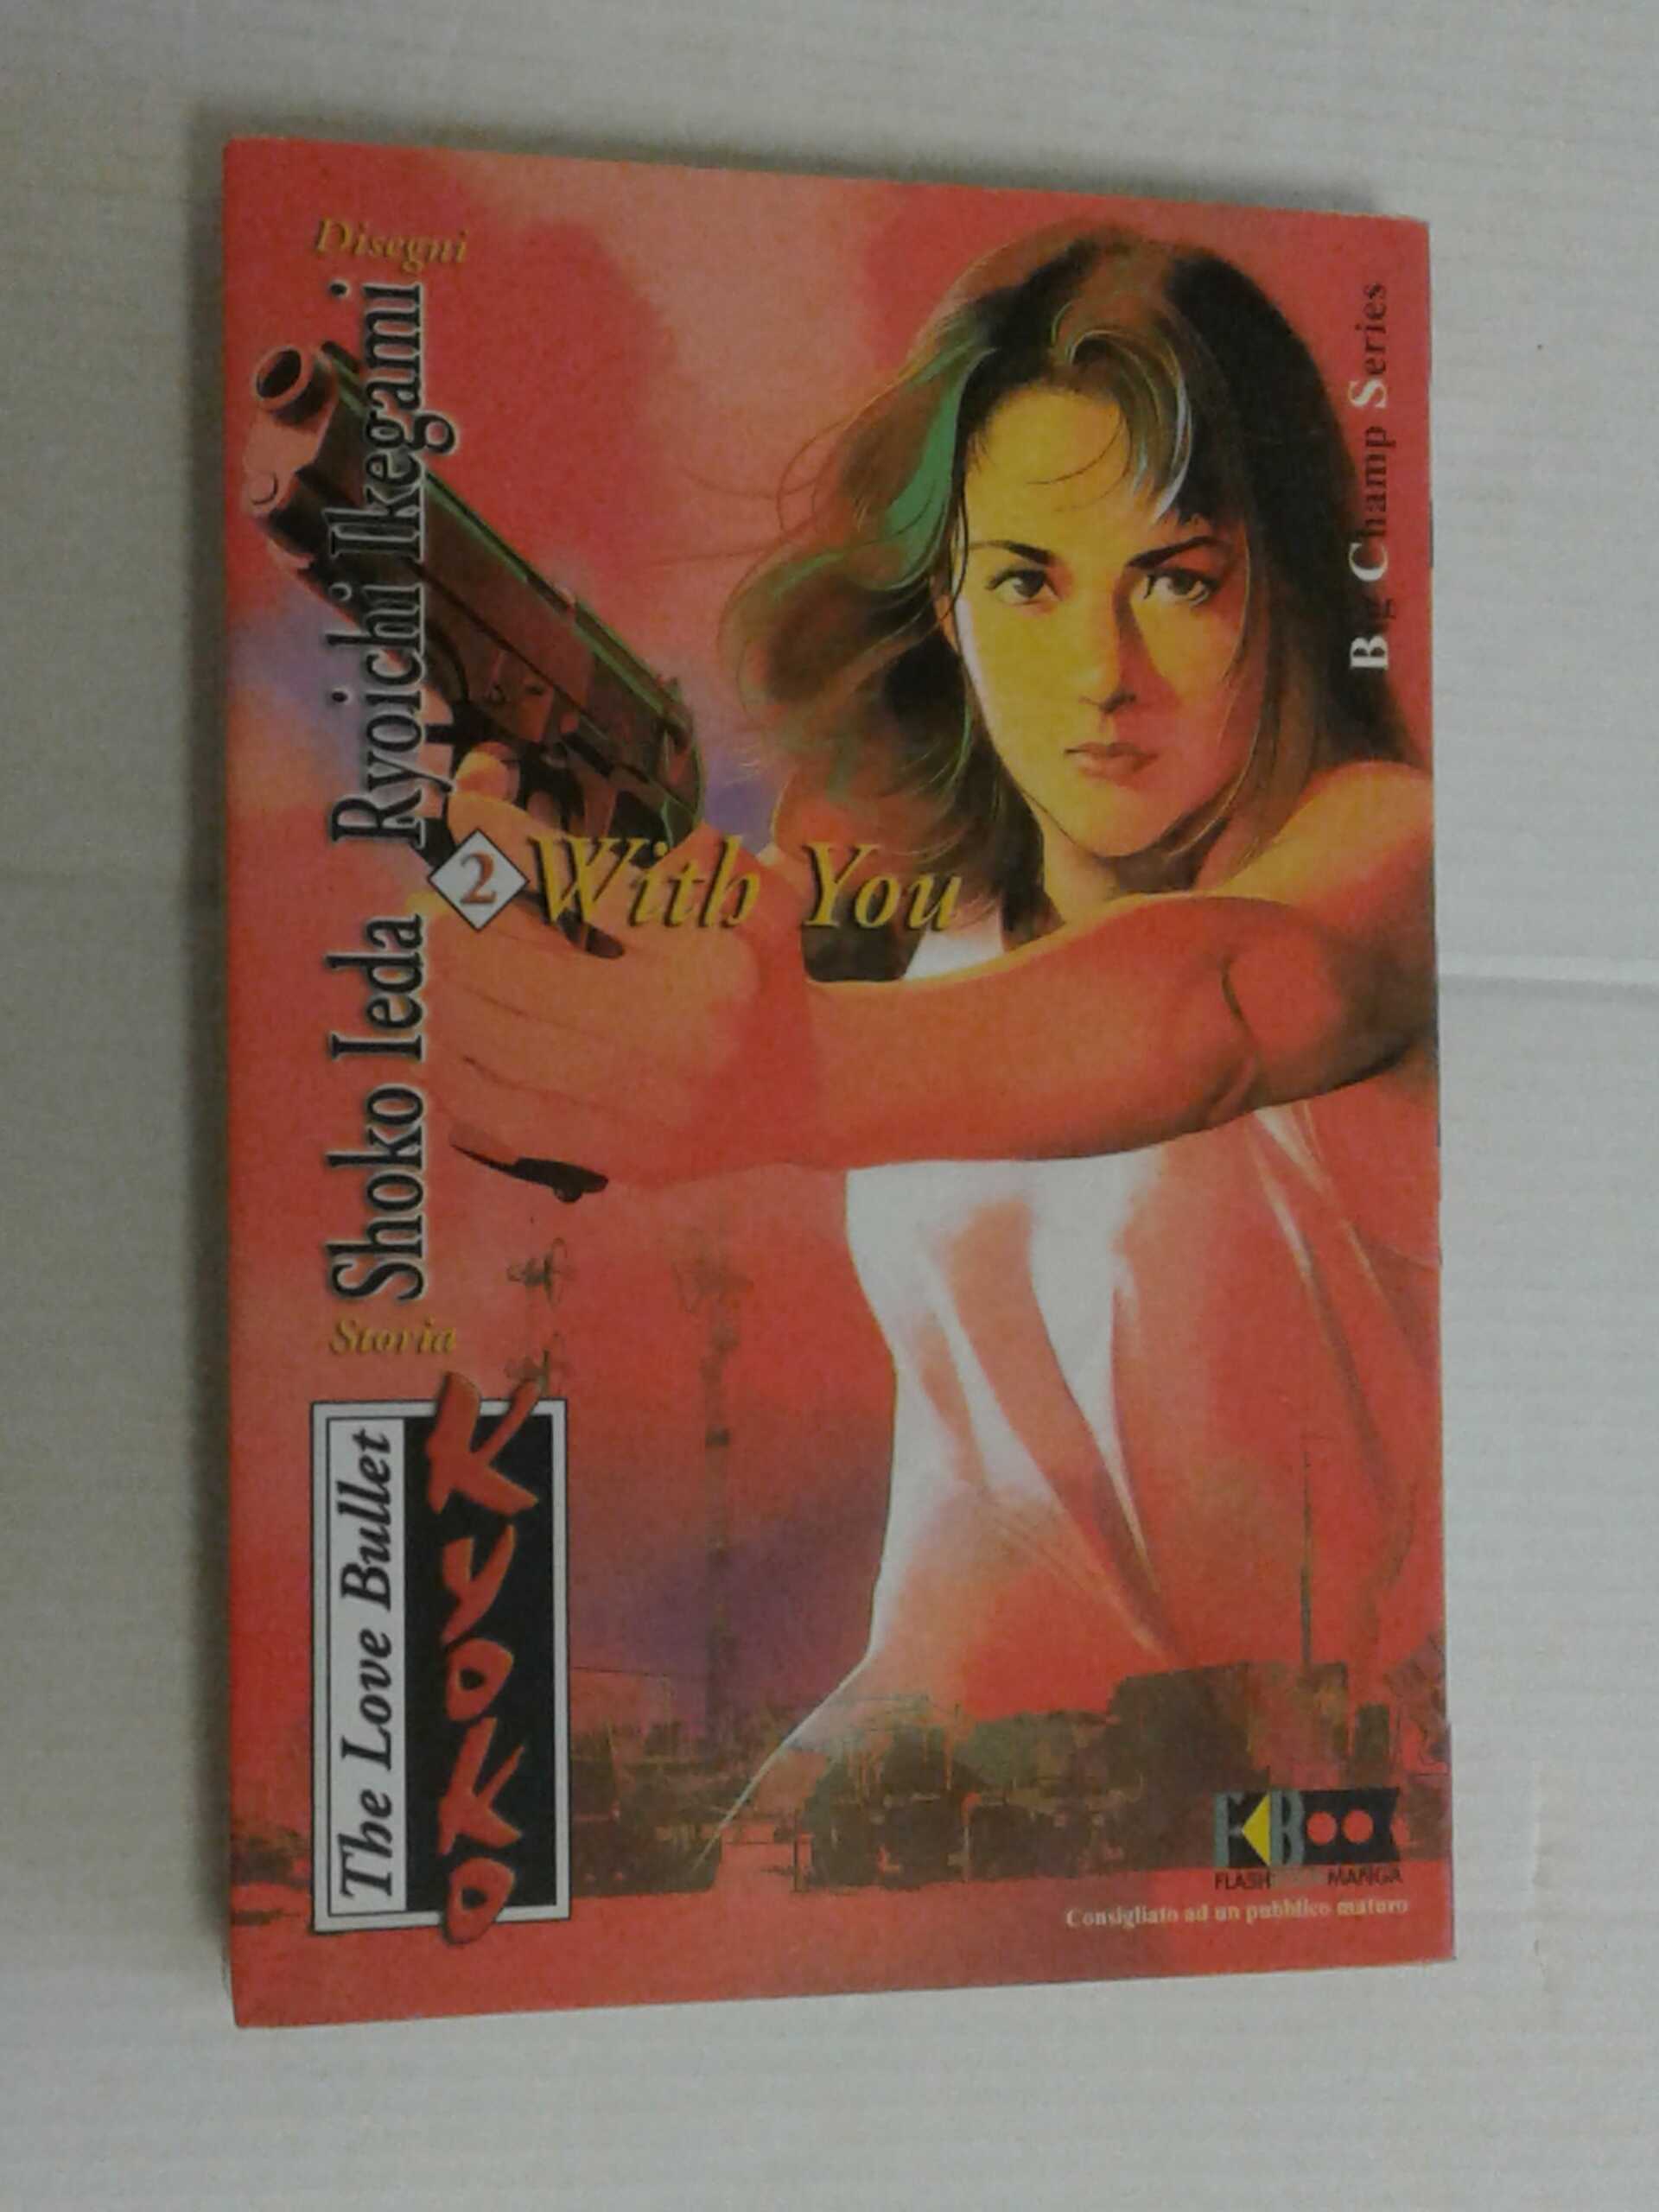 Disegni
Storia
Shoko Ieda Ryoichi Ikegami
The Love Bullet
Kyoko
2 With You
Big Champ Series
FBOOK
FLASH MANGA
Consigliato ad un pubblico maturo